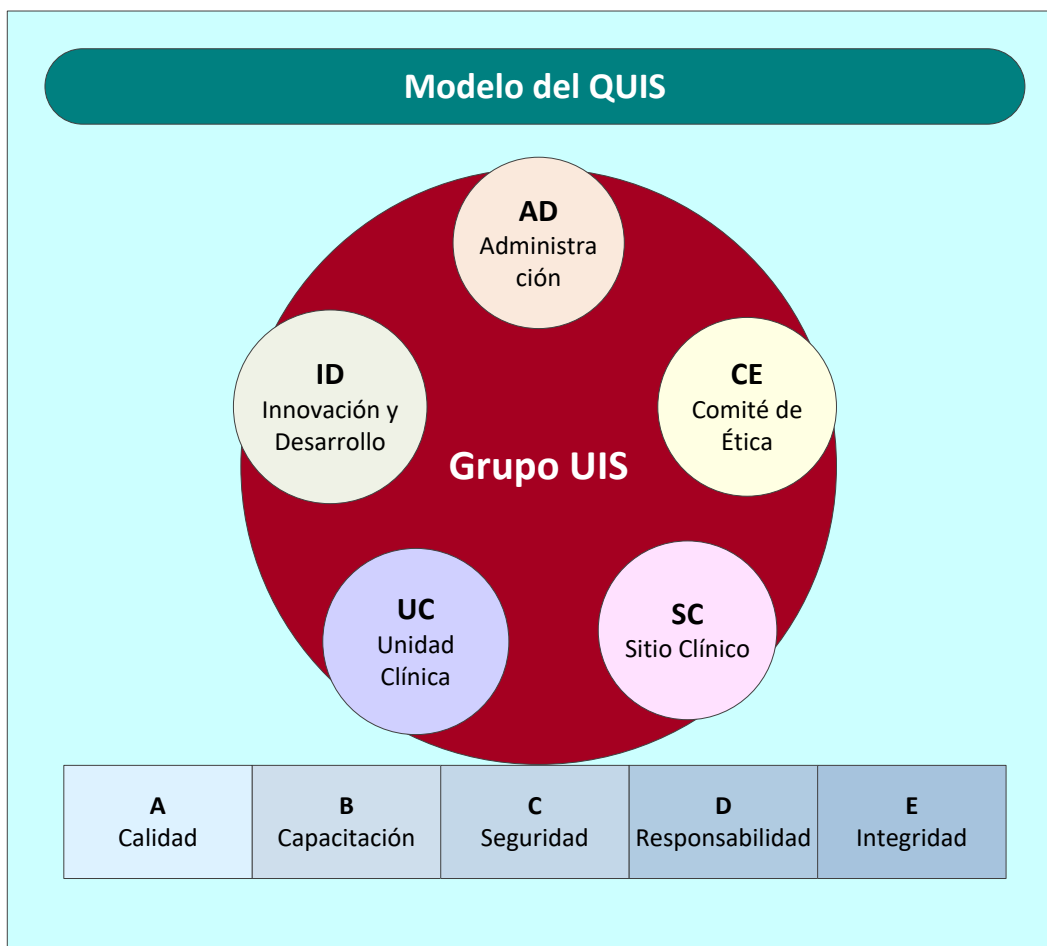 Modelo del QUIS
AD
Administra
ción
ID
Innovación y
Desarrollo
CE
Comité de
Ética
Grupo UIS
UC
Unidad
Clínica
SC
Sitio Clínico
A
Calidad
B
Capacitación
C
Seguridad
D
Responsabilidad
E
Integridad